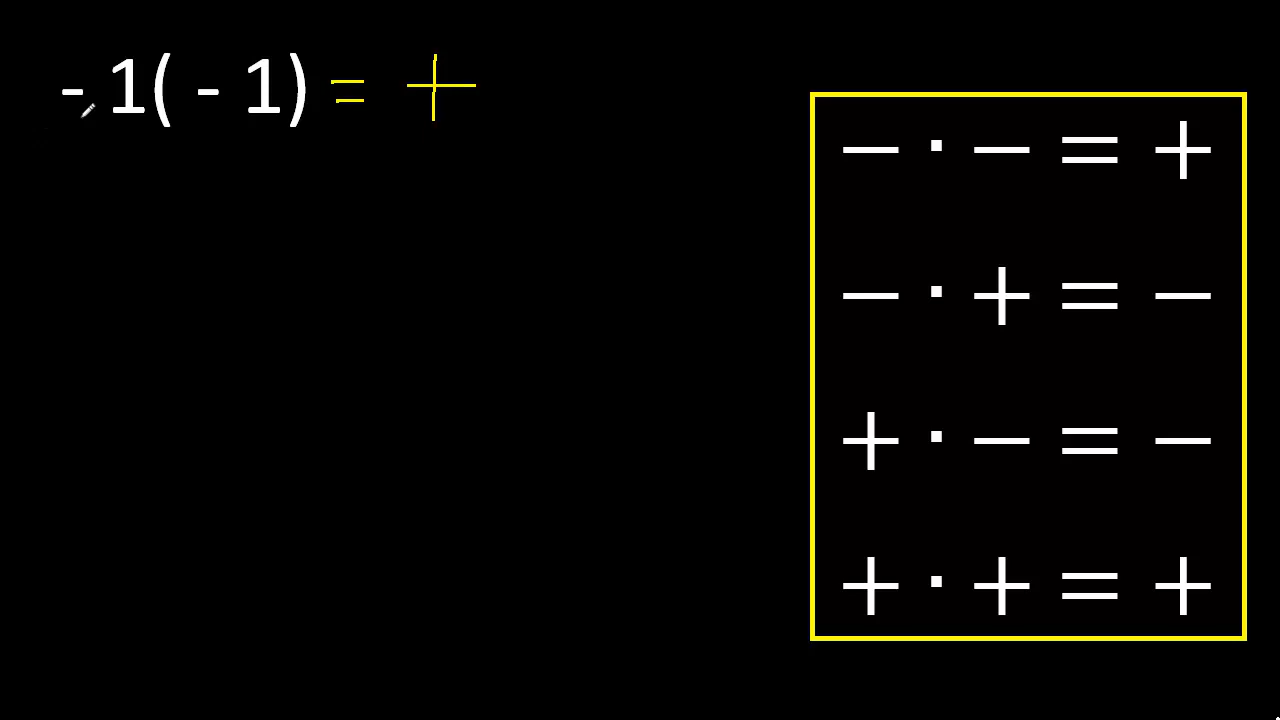 - 1( - 1) = +
− · − = +
− · + = −
+ · − = −
+ · + = +